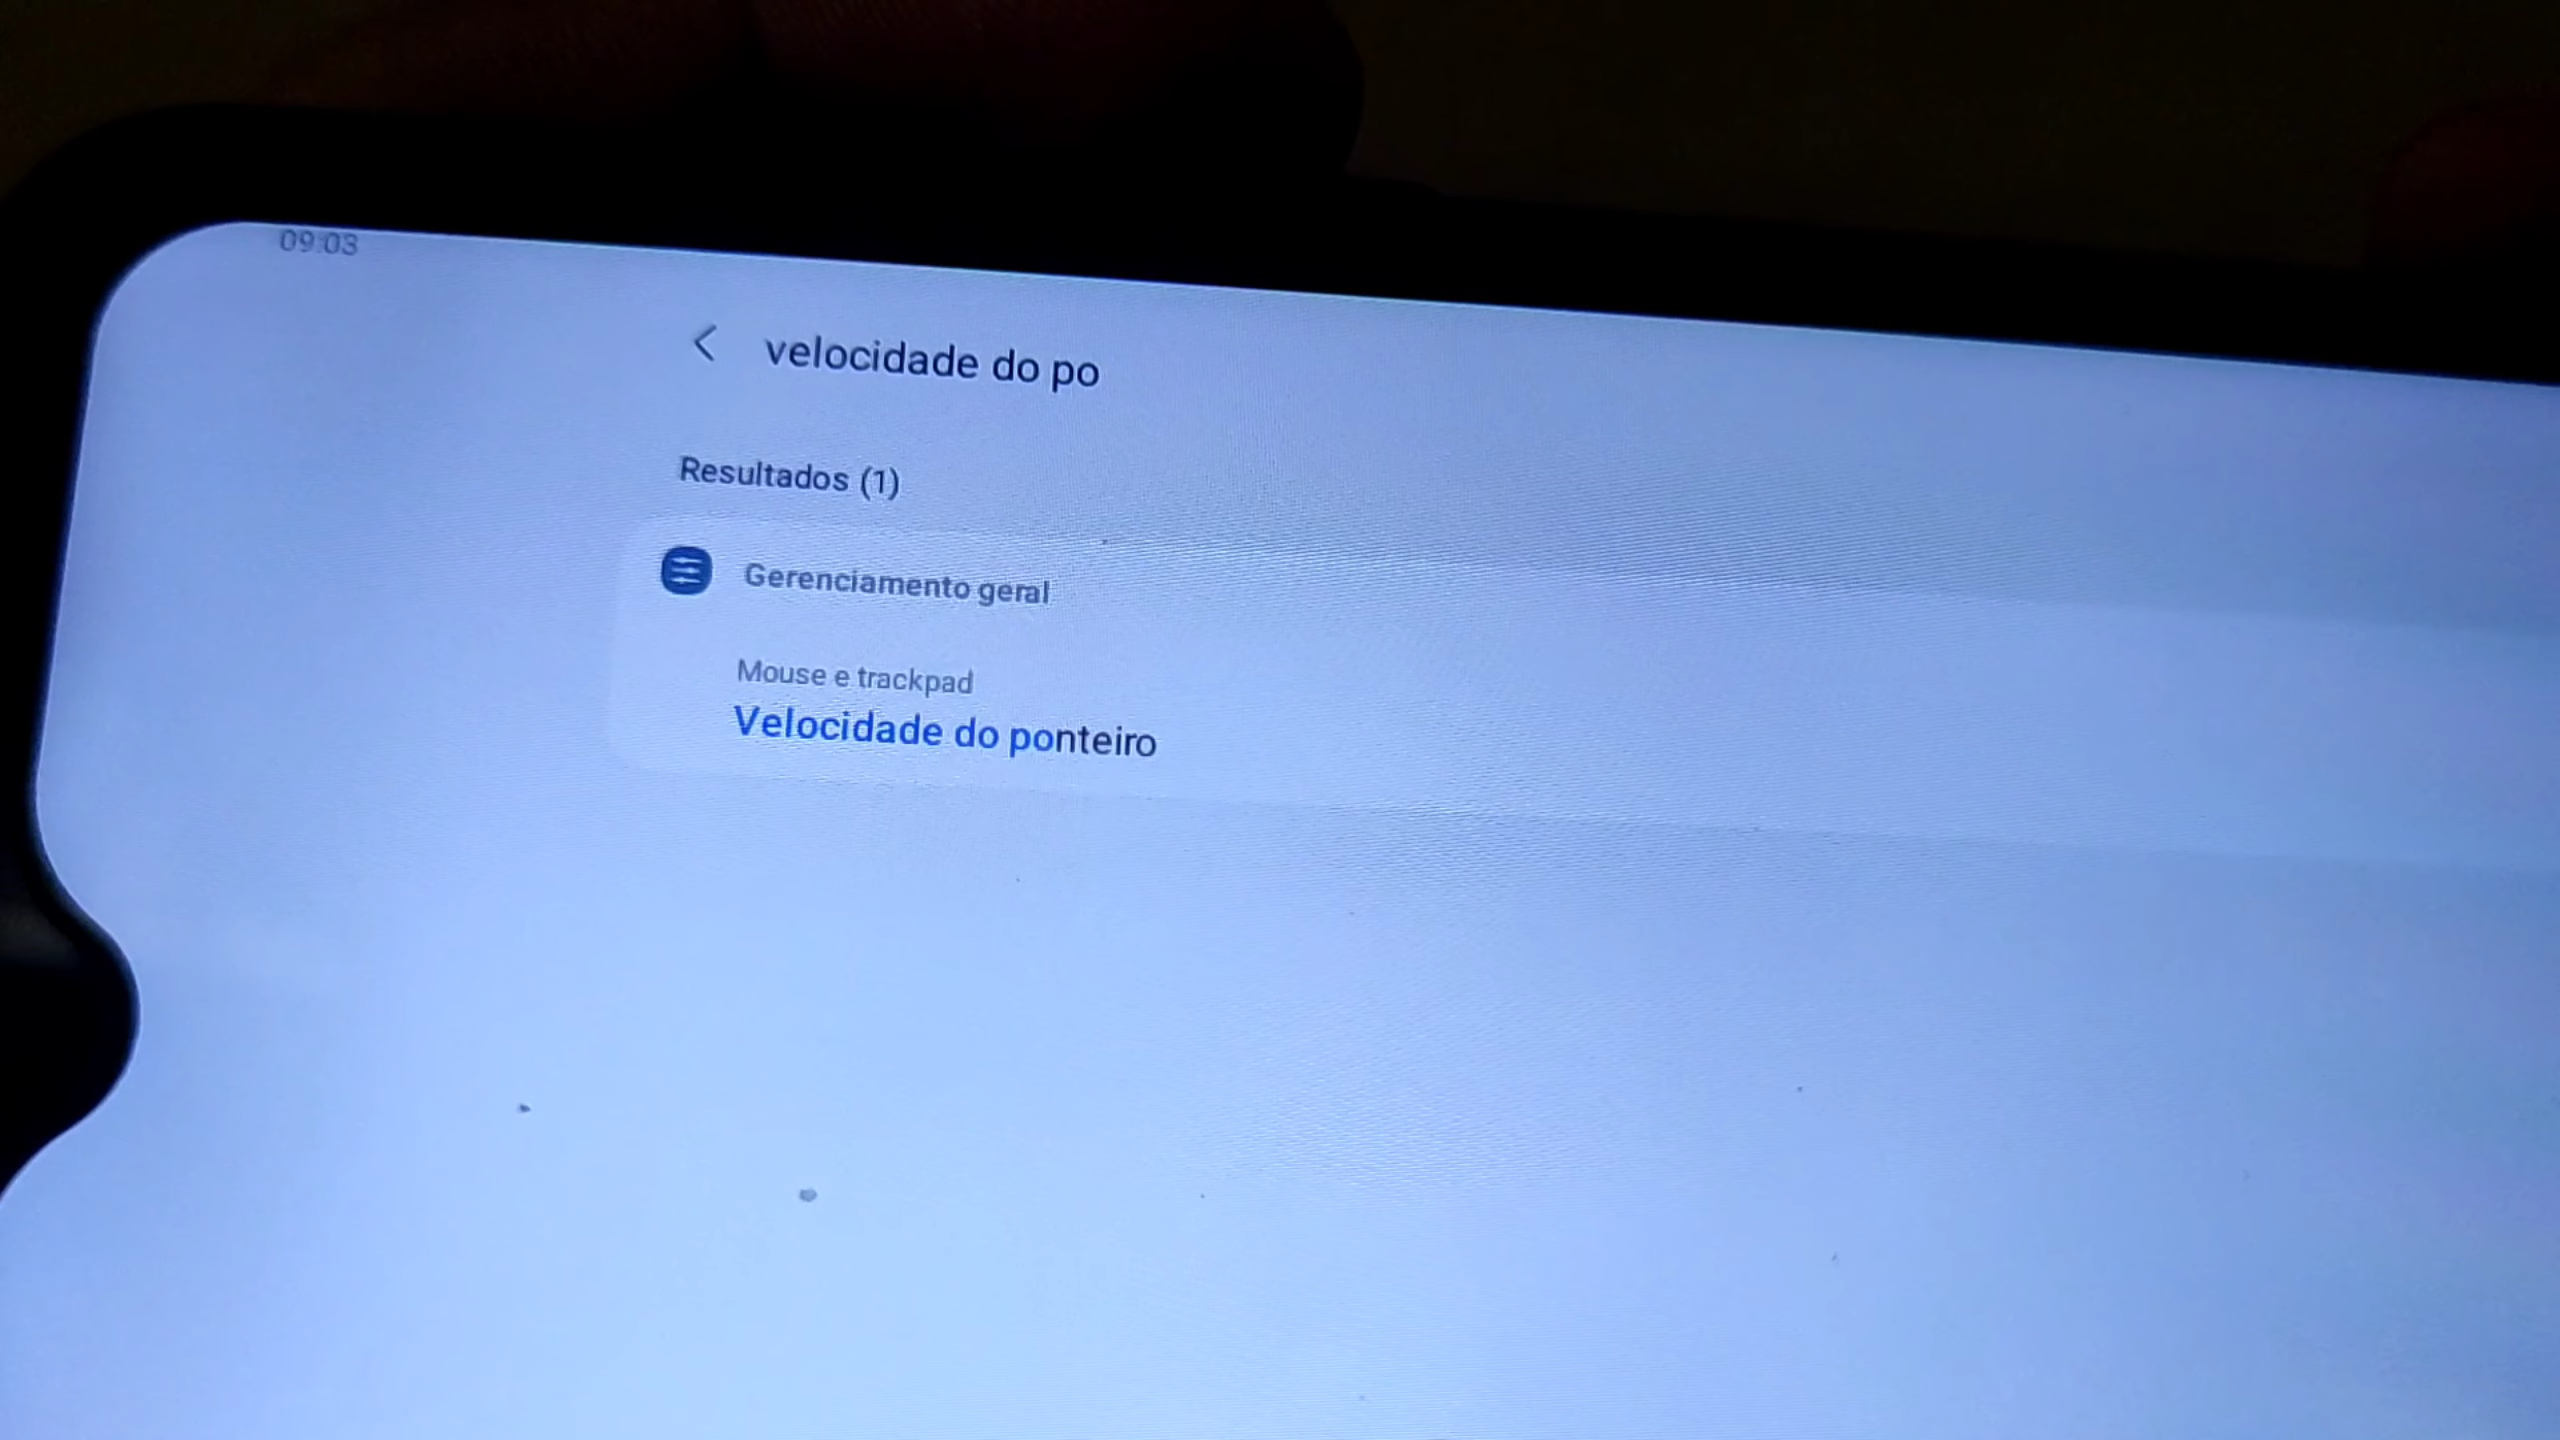 09:03
velocidade do po
Resultados (1)
Gerenciamento geral
Mouse e trackpad
Velocidade do ponteiro